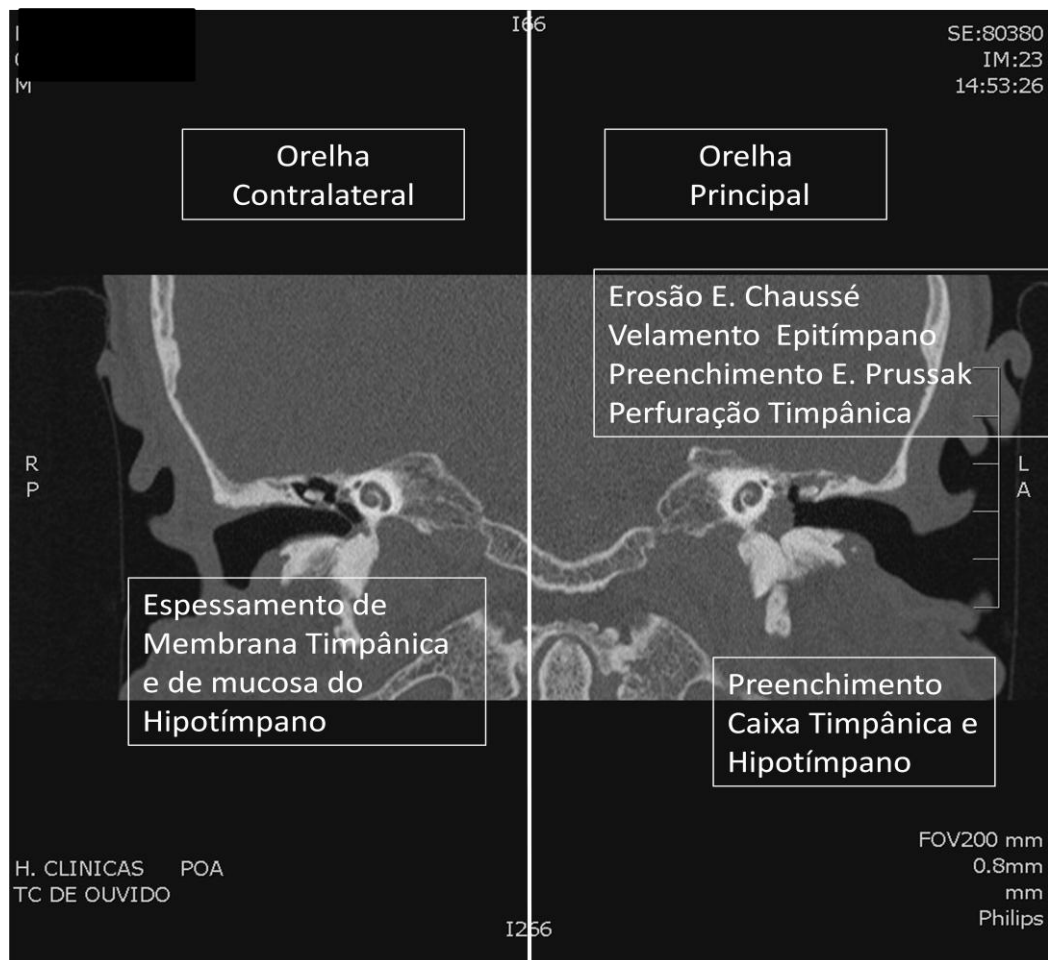 I66
SE:80380
IM:23
14:53:26
M
Orelha
Contralateral
Orelha
Principal
Erosão E. Chaussé
Velamento Epitímpano
Preenchimento E. Prussak
Perfuração Timpânica
R
P
L
A
Espessamento de
Membrana Timpânica
e de mucosa do
Hipotímpano
Preenchimento
Caixa Timpânica e
Hipotímpano
H. CLINICAS POA
TC DE OUVIDO
FOV200 mm
0.8mm
mm
Philips
I266